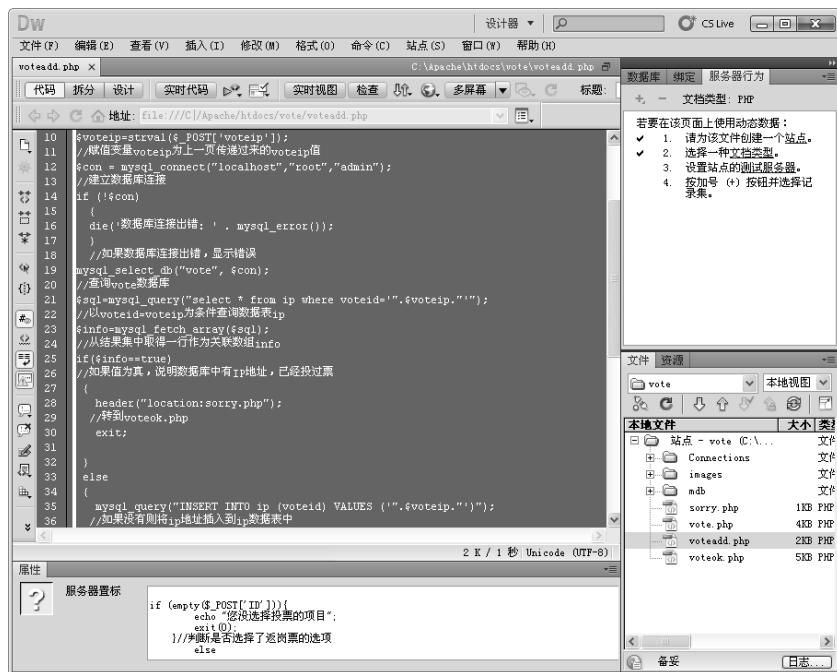 Dw
设计器
CS Live
文件(F) 编辑(E) 查看(V) 插入(I) 修改(M) 格式(O) 命令(C) 站点(S) 窗口(W) 帮助(H)
voteadd.php × C:\Apache\htdocs\vote\voteadd.php
代码 拆分 设计 实时代码 实时视图 检查 多屏幕 标题:
地址: file:///C|/Apache/htdocs/vote/voteadd.php
10 $voteip=strval($_POST['voteip']);
11 //赋值变量voteip为上一页传递过来的voteip值
12 $con = mysql_connect("localhost","root","admin");
13 //建立数据库连接
14 if (!$con)
15 {
16 die('数据库连接出错: ' . mysql_error());
17 }
18 //如果数据库连接出错,显示错误
19 mysql_select_db("vote", $con);
20 //查询vote数据库
21 $sql=mysql_query("select * from ip where voteid='".$voteip."'");
22 //以voteid=voteip为条件查询数据表ip
23 $info=mysql_fetch_array($sql);
24 //从结果集中取得一行作为关联数组info
25 if($info==true)
26 //如果值为真,说明数据库中有IP地址,已经投过票
27 {
28 header("location:sorry.php");
29 //转到voteok.php
30 exit;
31
32 }
33 else
34 {
35 mysql_query("INSERT INTO ip (voteid) VALUES ('".$voteip."')");
36 //如果没有则将ip地址插入到ip数据表中
2 K / 1 秒 Unicode (UTF-8)
属性
服务器置标
if (empty($_POST['ID'])){
echo "您没选择投票的项目";
exit(0);
}//判断是否选择了返岗票的选项
else
数据库 绑定 服务器行为
文档类型: PHP
若要在该页面上使用动态数据:
✔ 1. 请为该文件创建一个站点。
✔ 2. 选择一种文档类型。
3. 设置站点的测试服务器。
4. 按加号 (+) 按钮并选择记录集。
文件 资源
vote 本地视图
本地文件 大小 类
站点 - vote (C:\... 文件
Connections 文件
images 文件
mdb 文件
sorry.php 1KB PHP
vote.php 4KB PHP
voteadd.php 2KB PHP
voteok.php 5KB PHP
备妥 日志...